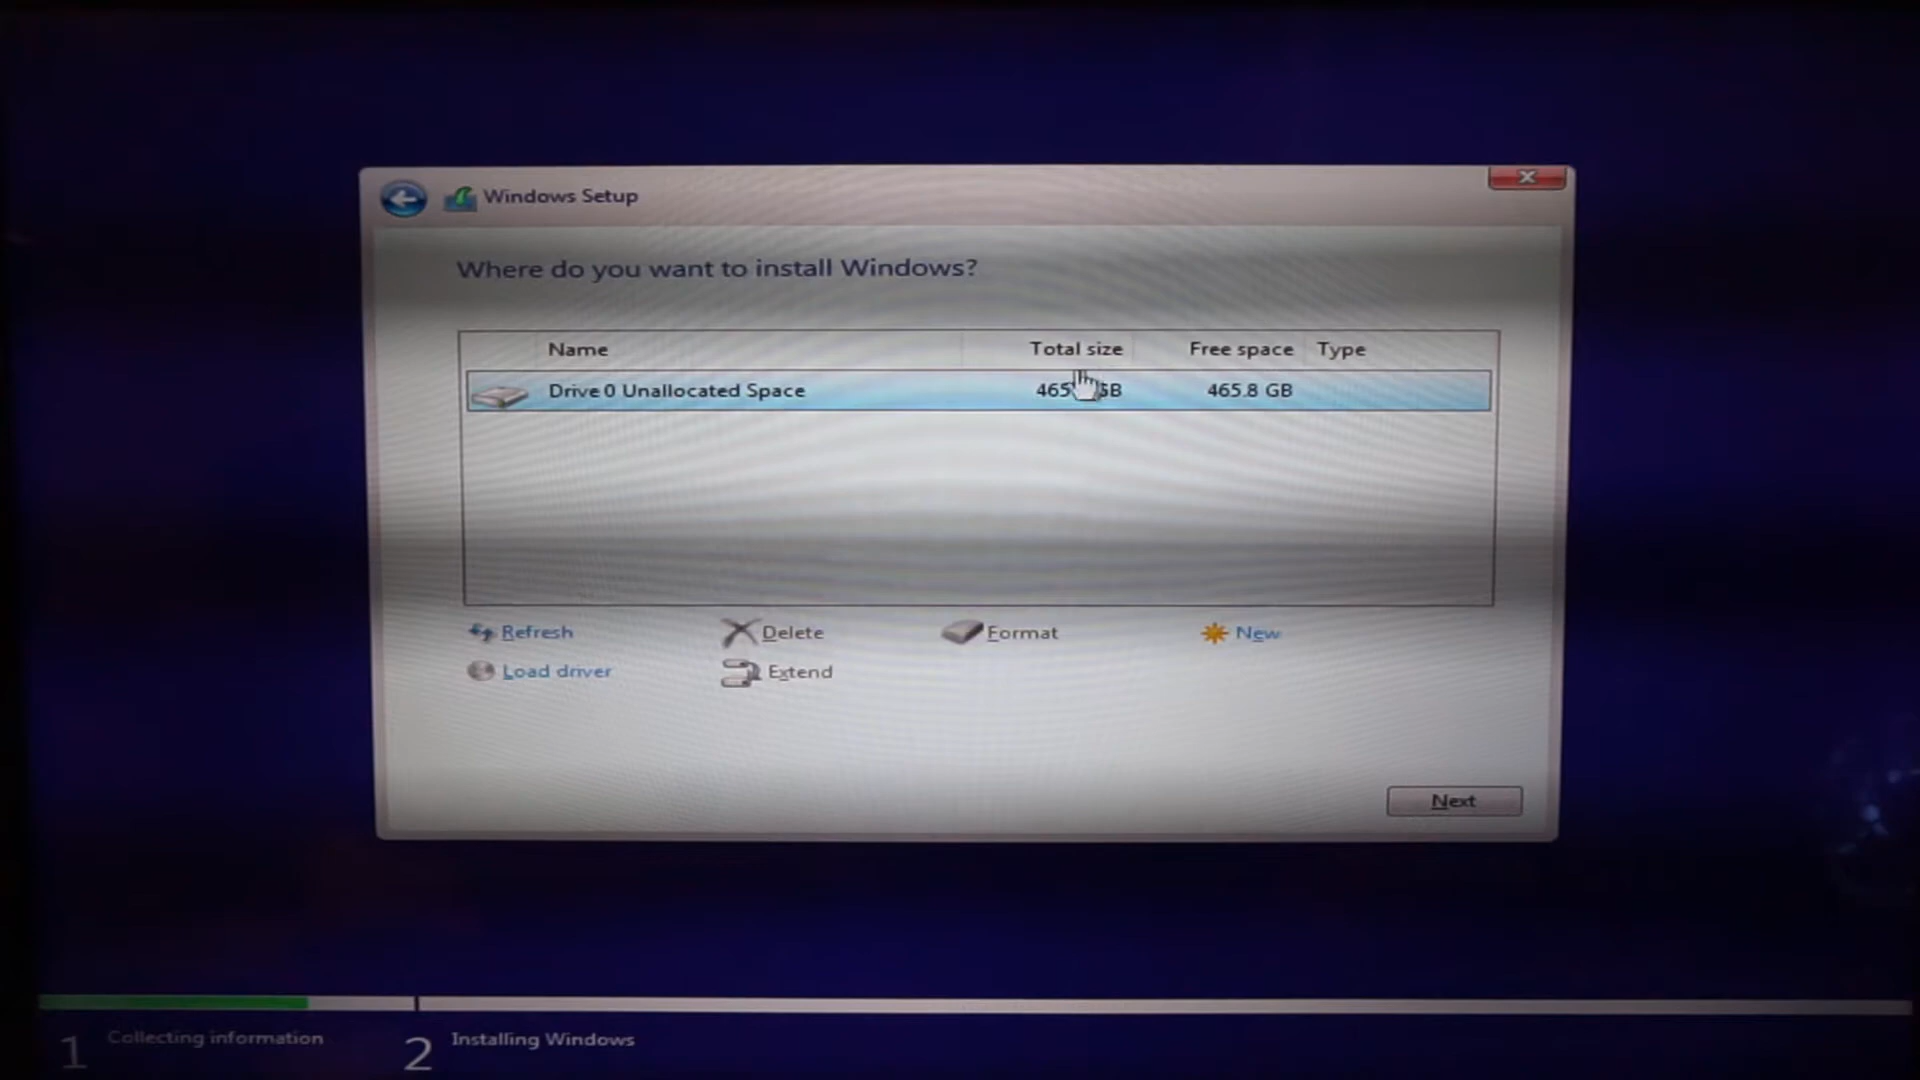 Windows Setup
Where do you want to install Windows?
Name Total size Free space Type
Drive 0 Unallocated Space 465.8 GB
Refresh Delete Format New
Load driver Extend
Next
1 Collecting information 2 Installing Windows